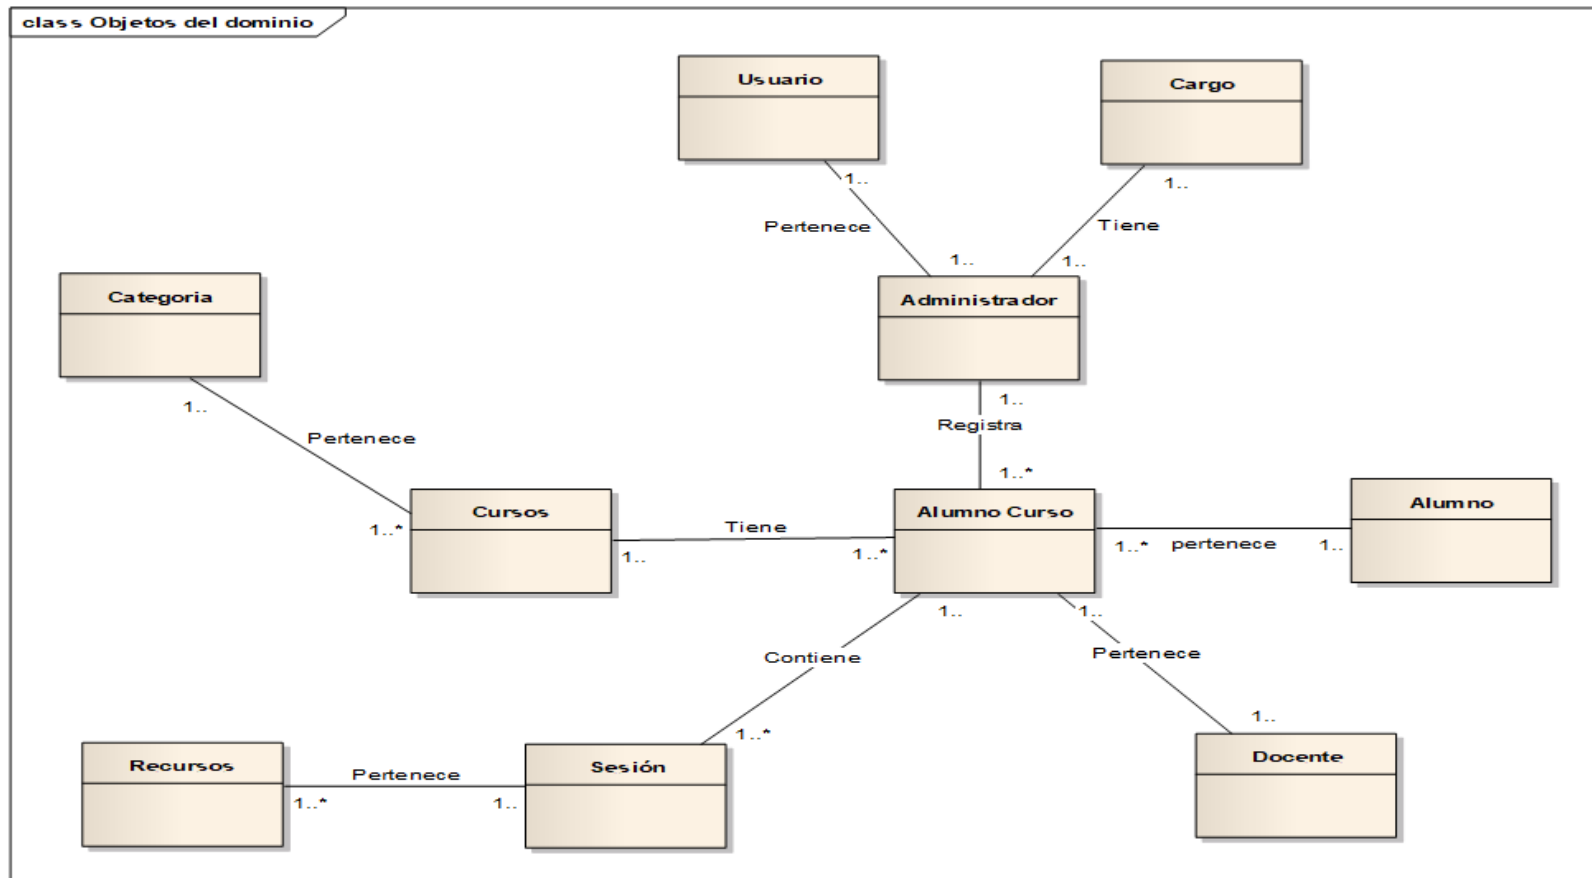 class Objetos del dominio
Usuario
Cargo
1..
1..
Pertenece
Tiene
1..
1..
Categoria
Administrador
1..
1..
Registra
Pertenece
1..*
Cursos
Alumno Curso
Alumno
1..*
Tiene
1..
1..*
1..*
pertenece
1..
1..
1..
Contiene
Pertenece
1..
1..*
Recursos
Sesión
Docente
Pertenece
1..*
1..